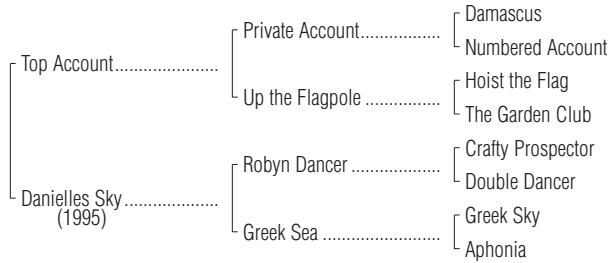 Damascus
Private Account..................
Numbered Account
Top Account.......................
Hoist the Flag
Up the Flagpole .................
The Garden Club
Crafty Prospector
Robyn Dancer ....................
Double Dancer
Danielles Sky.....................
(1995)
Greek Sky
Greek Sea ..........................
Aphonia